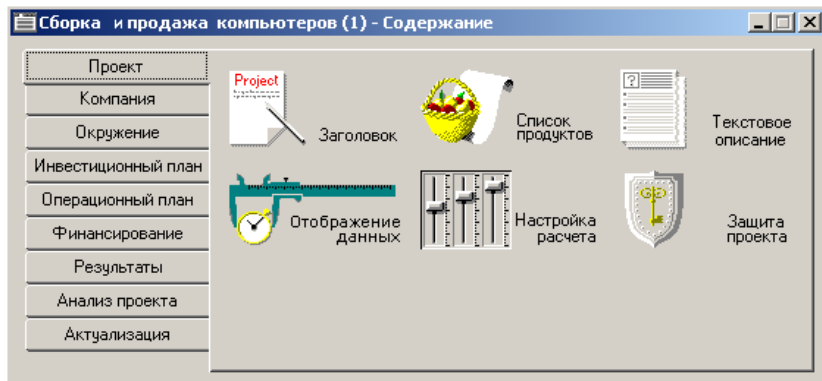 Сборка и продажа компьютеров (1) - Содержание
Проект
Компания
Окружение
Инвестиционный план
Операционный план
Финансирование
Результаты
Анализ проекта
Актуализация
Project
Заголовок
Список
продуктов
?
Текстовое
описание
Отображение
данных
Настройка
расчета
Защита
проекта